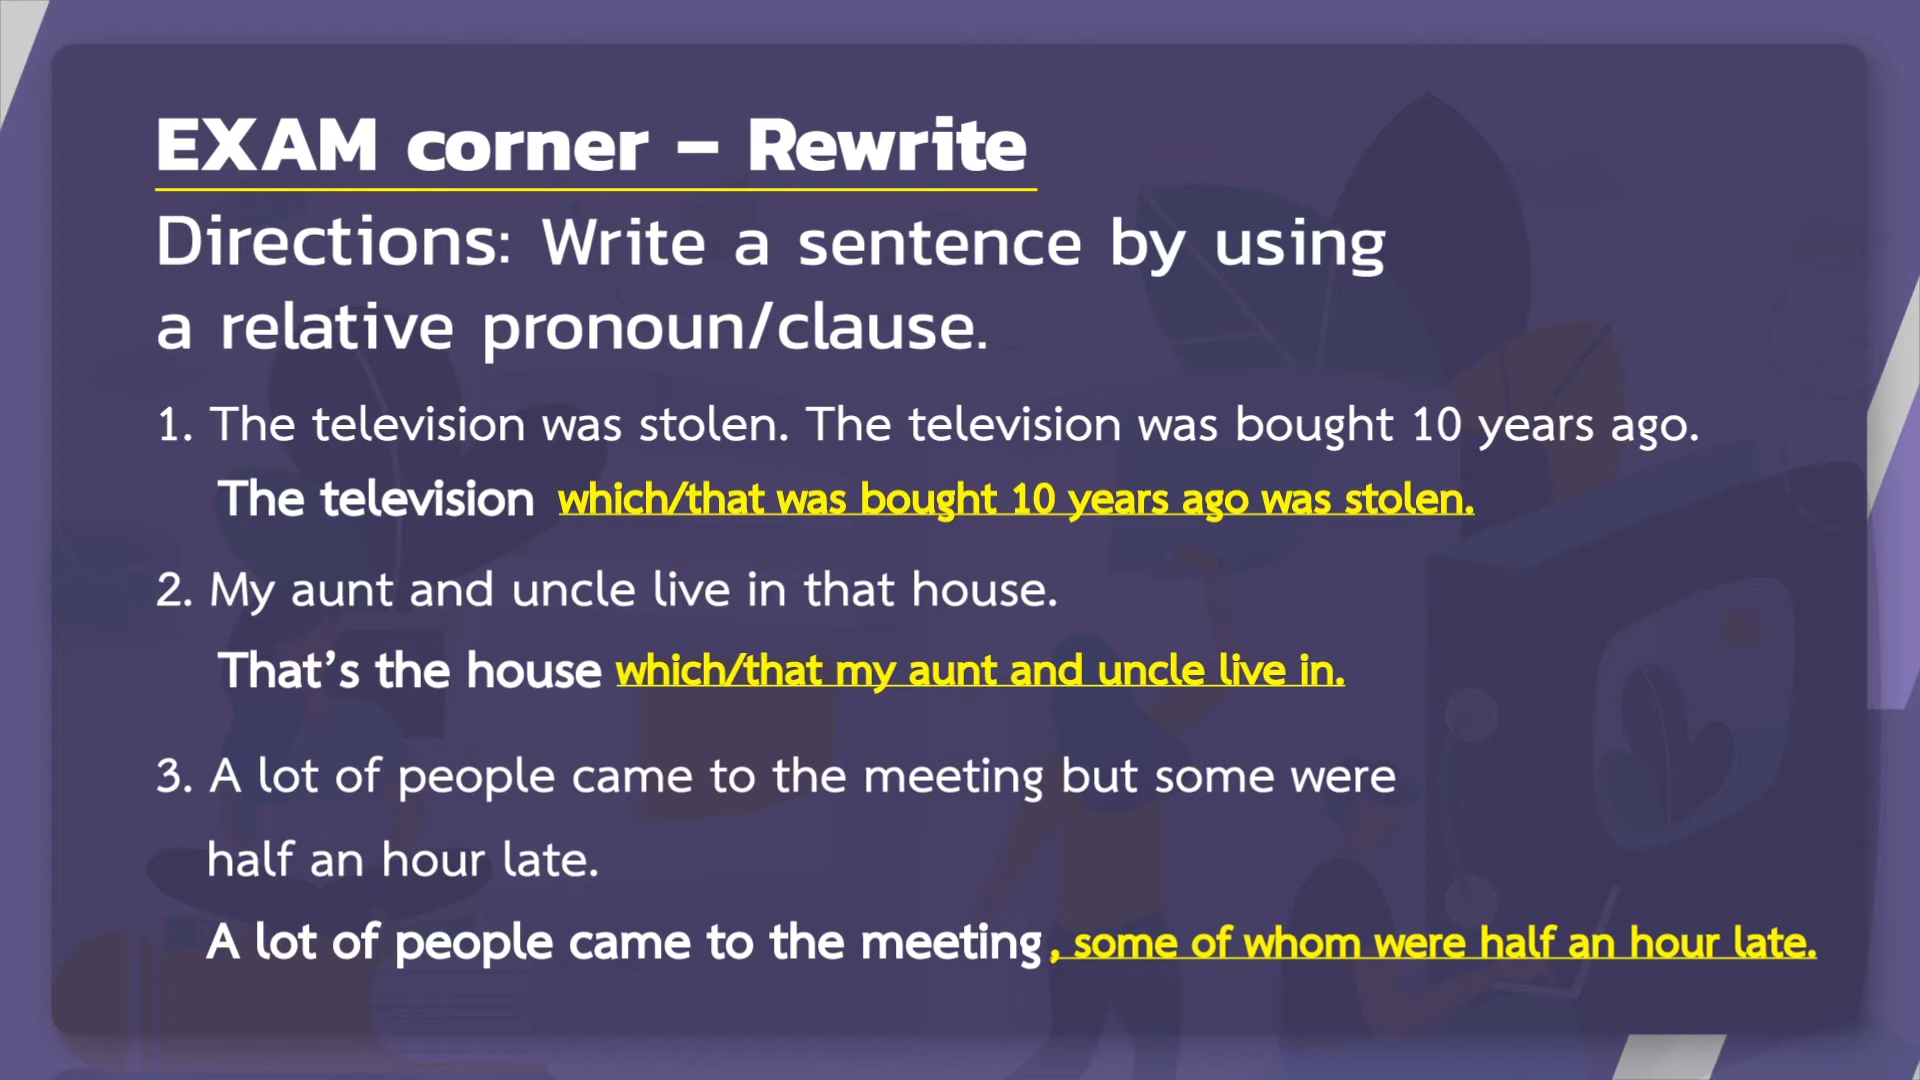 EXAM corner – Rewrite
Directions: Write a sentence by using
a relative pronoun/clause.
1. The television was stolen. The television was bought 10 years ago.
The television which/that was bought 10 years ago was stolen.
2. My aunt and uncle live in that house.
That’s the house which/that my aunt and uncle live in.
3. A lot of people came to the meeting but some were
half an hour late.
A lot of people came to the meeting, some of whom were half an hour late.